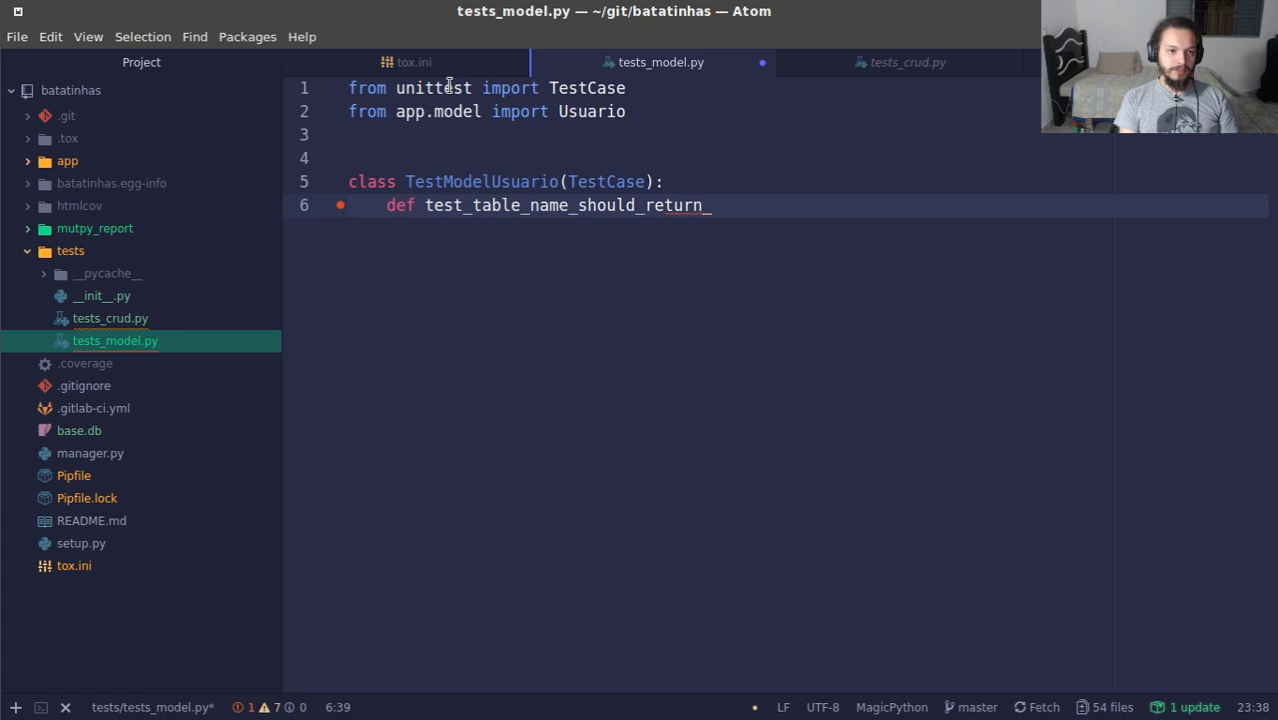 tests_model.py — ~/git/batatinhas — Atom
File Edit View Selection Find Packages Help
Project
tox.ini
tests_model.py
tests_crud.py
batatinhas
.git
.tox
app
batatinhas.egg-info
htmlcov
mutpy_report
tests
__pycache__
__init__.py
tests_crud.py
tests_model.py
.coverage
.gitignore
.gitlab-ci.yml
base.db
manager.py
Pipfile
Pipfile.lock
README.md
setup.py
tox.ini
1 from unittest import TestCase
2 from app.model import Usuario
3
4
5 class TestModelUsuario(TestCase):
6 def test_table_name_should_return_
tests/tests_model.py* 1 7 0 6:39 LF UTF-8 MagicPython master Fetch 54 files 1 update 23:38